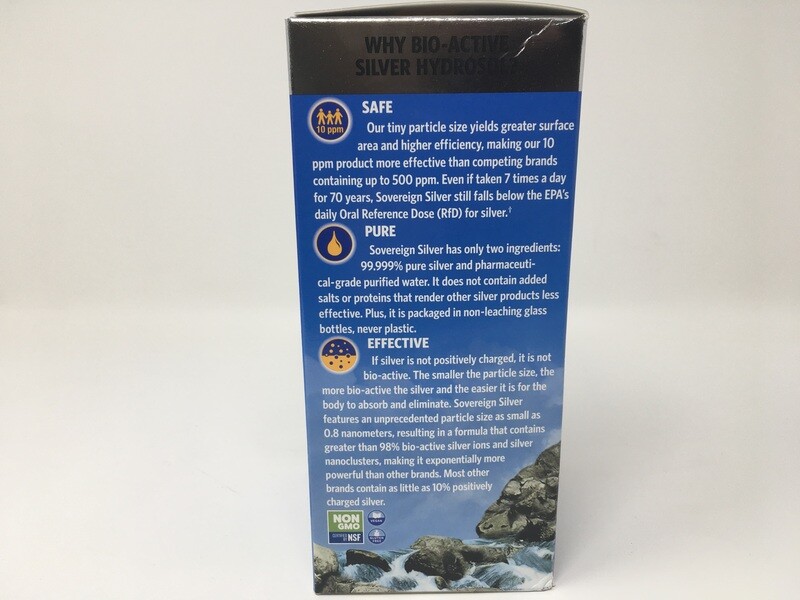 WHY BIO-ACTIVE
SILVER HYDROSOL?
SAFE
10 ppm
Our tiny particle size yields greater surface
area and higher efficiency, making our 10
ppm product more effective than competing brands
containing up to 500 ppm. Even if taken 7 times a day
for 70 years, Sovereign Silver still falls below the EPA's
daily Oral Reference Dose (RfD) for silver.†
PURE
Sovereign Silver has only two ingredients:
99.999% pure silver and pharmaceuti-
cal-grade purified water. It does not contain added
salts or proteins that render other silver products less
effective. Plus, it is packaged in non-leaching glass
bottles, never plastic.
EFFECTIVE
If silver is not positively charged, it is not
bio-active. The smaller the particle size, the
more bio-active the silver and the easier it is for the
body to absorb and eliminate. Sovereign Silver
features an unprecedented particle size as small as
0.8 nanometers, resulting in a formula that contains
greater than 98% bio-active silver ions and silver
nanoclusters, making it exponentially more
powerful than other brands. Most other
brands contain as little as 10% positively
charged silver.
NON
GMO
NSF
VEGAN